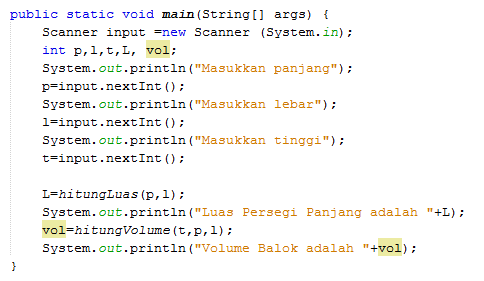 public static void main(String[] args) {
Scanner input =new Scanner (System.in);
int p,l,t,L, vol;
System.out.println("Masukkan panjang");
p=input.nextInt();
System.out.println("Masukkan lebar");
l=input.nextInt();
System.out.println("Masukkan tinggi");
t=input.nextInt();
L=hitungLuas(p,l);
System.out.println("Luas Persegi Panjang adalah "+L);
vol=hitungVolume(t,p,l);
System.out.println("Volume Balok adalah "+vol);
}